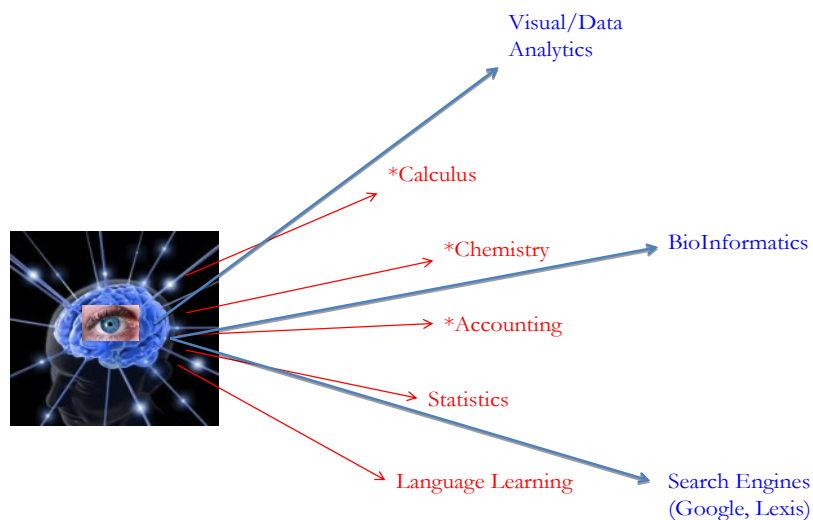 Visual/Data
Analytics
*Calculus
*Chemistry
BioInformatics
*Accounting
Statistics
Language Learning
Search Engines
(Google, Lexis)